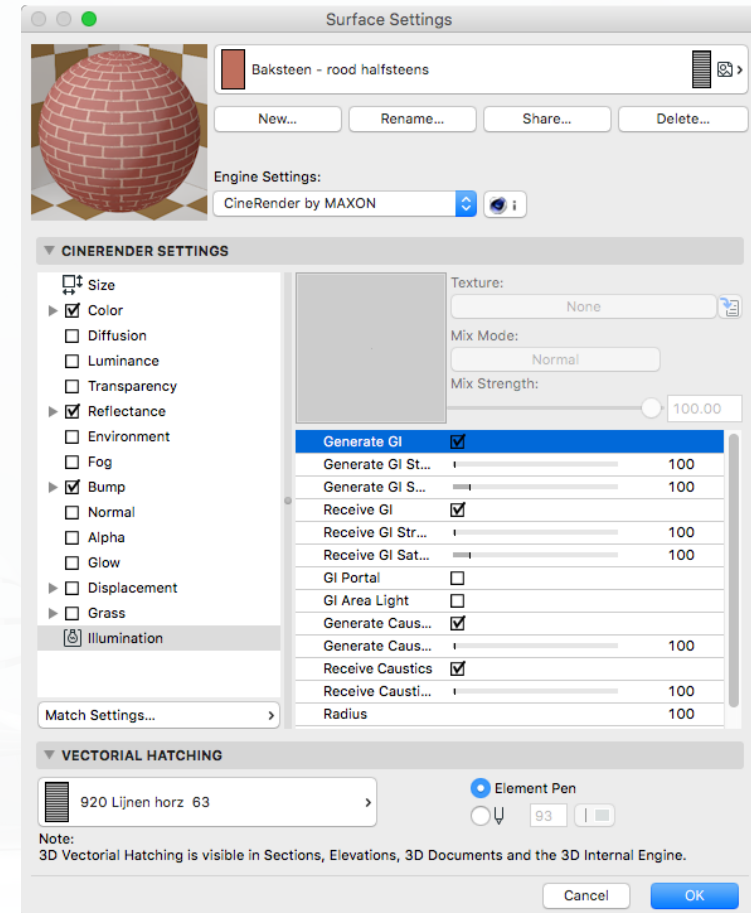 Surface Settings
Baksteen - rood halfsteens
New...
Rename...
Share...
Delete...
Engine Settings:
CineRender by MAXON
i
CINERENDER SETTINGS
Size
Color
Diffusion
Luminance
Transparency
Reflectance
Environment
Fog
Bump
Normal
Alpha
Glow
Displacement
Grass
Illumination
Match Settings...
Texture:
None
Mix Mode:
Normal
Mix Strength:
100.00
Generate GI
Generate GI St... 100
Generate GI S... 100
Receive GI
Receive GI Str... 100
Receive GI Sat... 100
GI Portal
GI Area Light
Generate Caus...
Generate Caus... 100
Receive Caustics
Receive Causti... 100
Radius 100
VECTORIAL HATCHING
920 Lijnen horz 63
Element Pen
93
Note:
3D Vectorial Hatching is visible in Sections, Elevations, 3D Documents and the 3D Internal Engine.
Cancel
OK